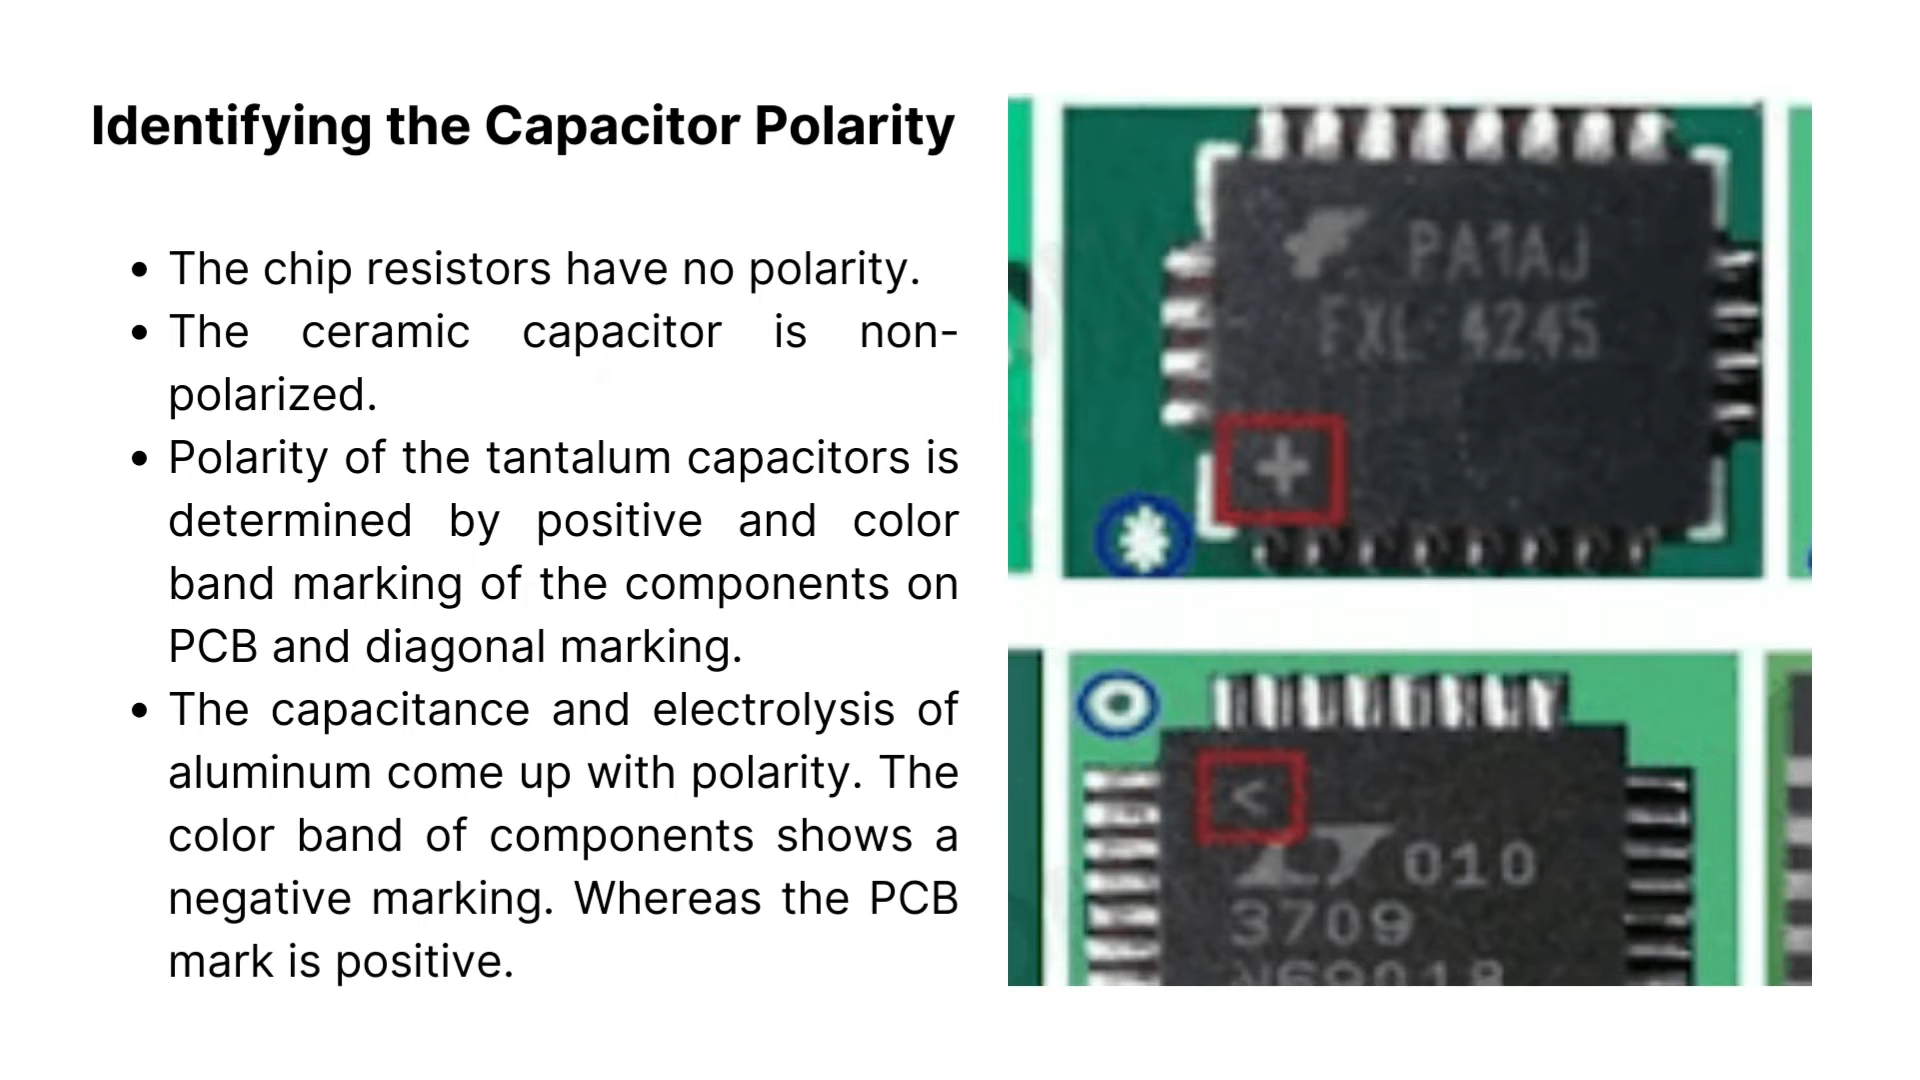 Identifying the Capacitor Polarity
• The chip resistors have no polarity.
• The ceramic capacitor is non-
polarized.
• Polarity of the tantalum capacitors is
determined by positive and color
band marking of the components on
PCB and diagonal marking.
• The capacitance and electrolysis of
aluminum come up with polarity. The
color band of components shows a
negative marking. Whereas the PCB
mark is positive.
PA1AJ
FXL 4245
+
<
010
3709